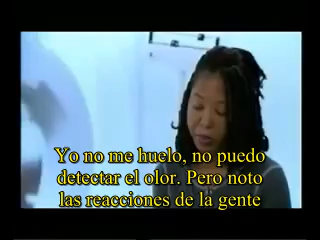 Yo no me huelo, no puedo
detectar el olor. Pero noto
las reacciones de la gente